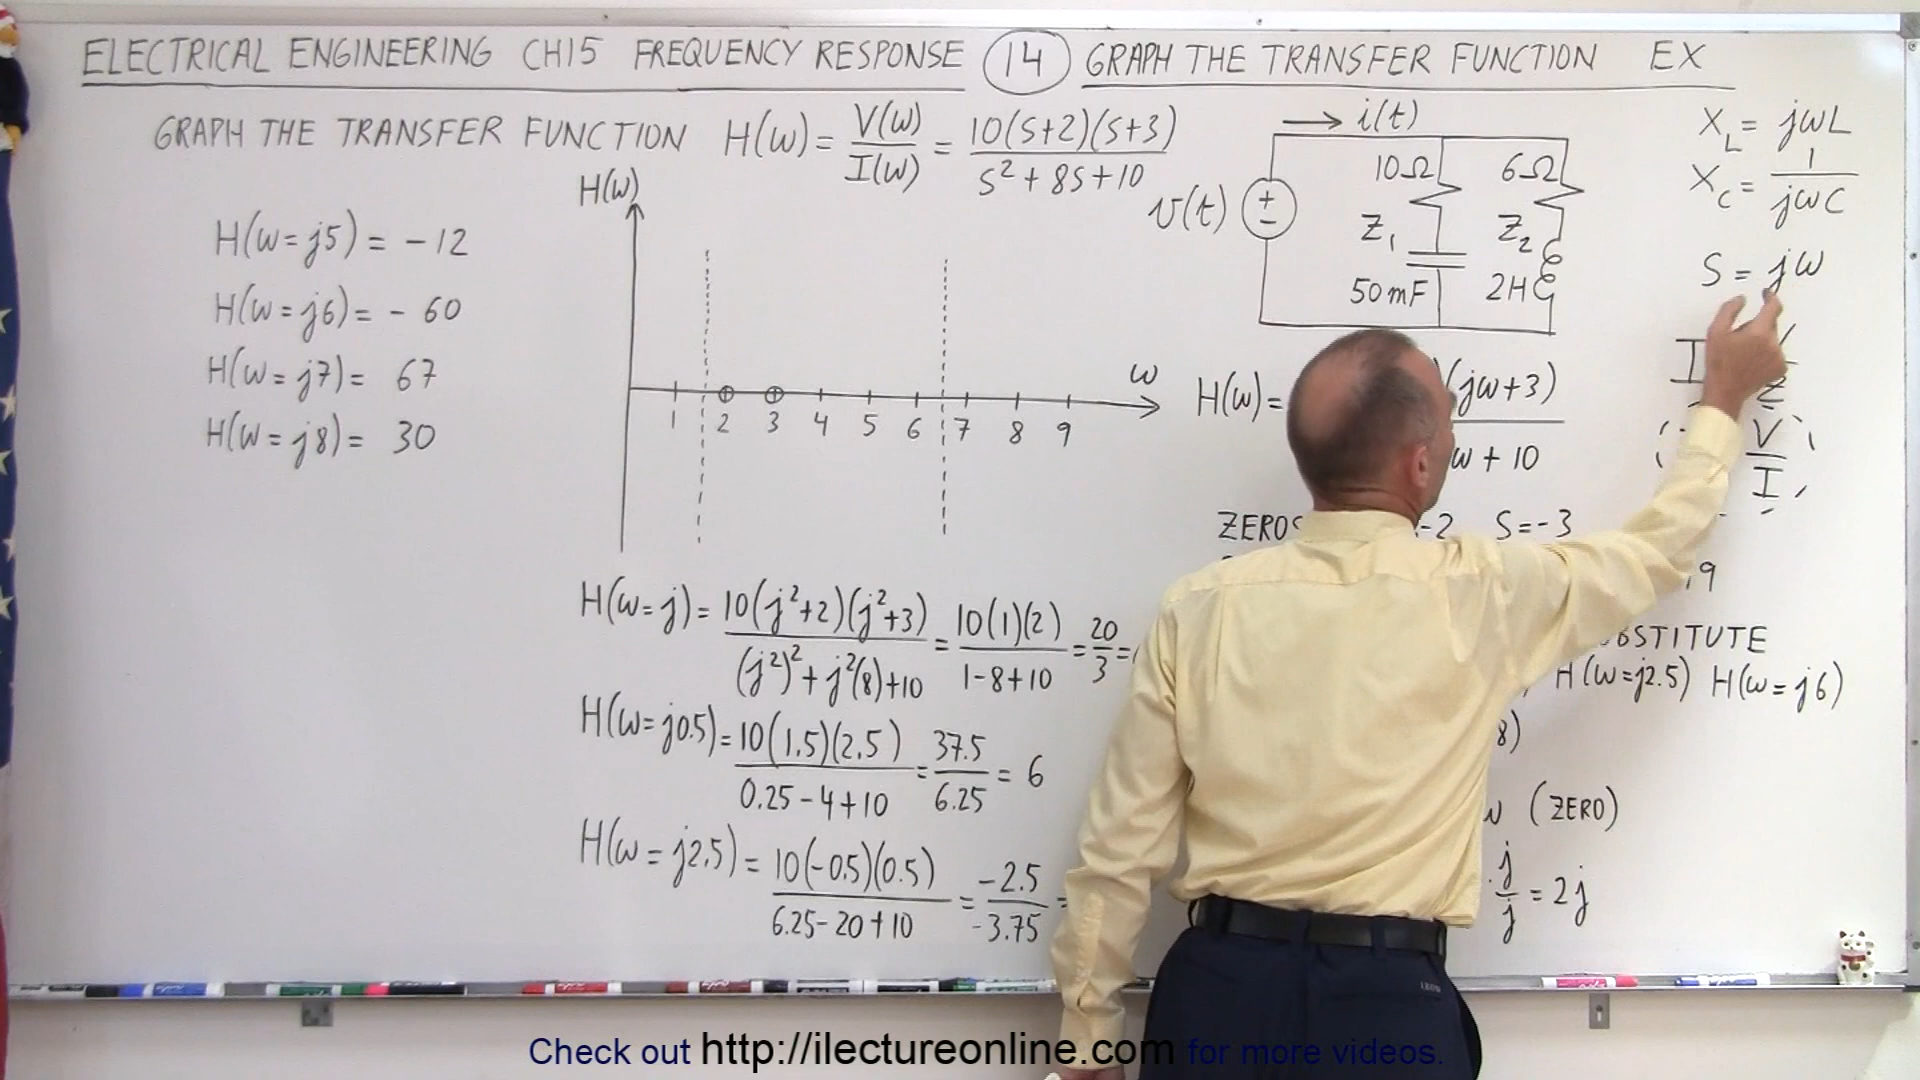 ELECTRICAL ENGINEERING CH15 FREQUENCY RESPONSE 14 GRAPH THE TRANSFER FUNCTION EX
GRAPH THE TRANSFER FUNCTION H(ω) = V(ω)/I(ω) = 10(s+2)(s+3)/s²+8s+10
H(ω=j5) = -12
H(ω=j6) = -60
H(ω=j7) = 67
H(ω=j8) = 30
H(ω)
ω
1 2 3 4 5 6 7 8 9
i(t)
10Ω 6Ω
v(t) + - Z₁ Z₂
50mF 2H
X_L = jωL
X_C = 1/jωC
S = jω
I
Z
V/I
H(ω) = (jω+3)
ω + 10
ZEROS -2 S=-3
19
H(ω=j) = 10(j²+2)(j²+3)/(j²)²+j²(8)+10 = 10(1)(2)/1-8+10 = 20/3 =
SUBSTITUTE
H(ω=j2.5) H(ω=j6)
8)
H(ω=j0.5) = 10(1.5)(2.5)/0.25-4+10 = 37.5/6.25 = 6
(ZERO)
H(ω=j2.5) = 10(-0.5)(0.5)/6.25-20+10 = -2.5/-3.75 =
. j/j = 2j
Check out http://ilectureonline.com for more videos.